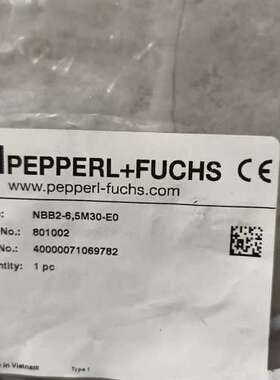 PEPPERL+FUCHS CE
www.pepperl-fuchs.com
: NBB2-6,5M30-E0
No.: 801002
No.: 40000071069782
ntity: 1 pc
in Vietnam Type 1